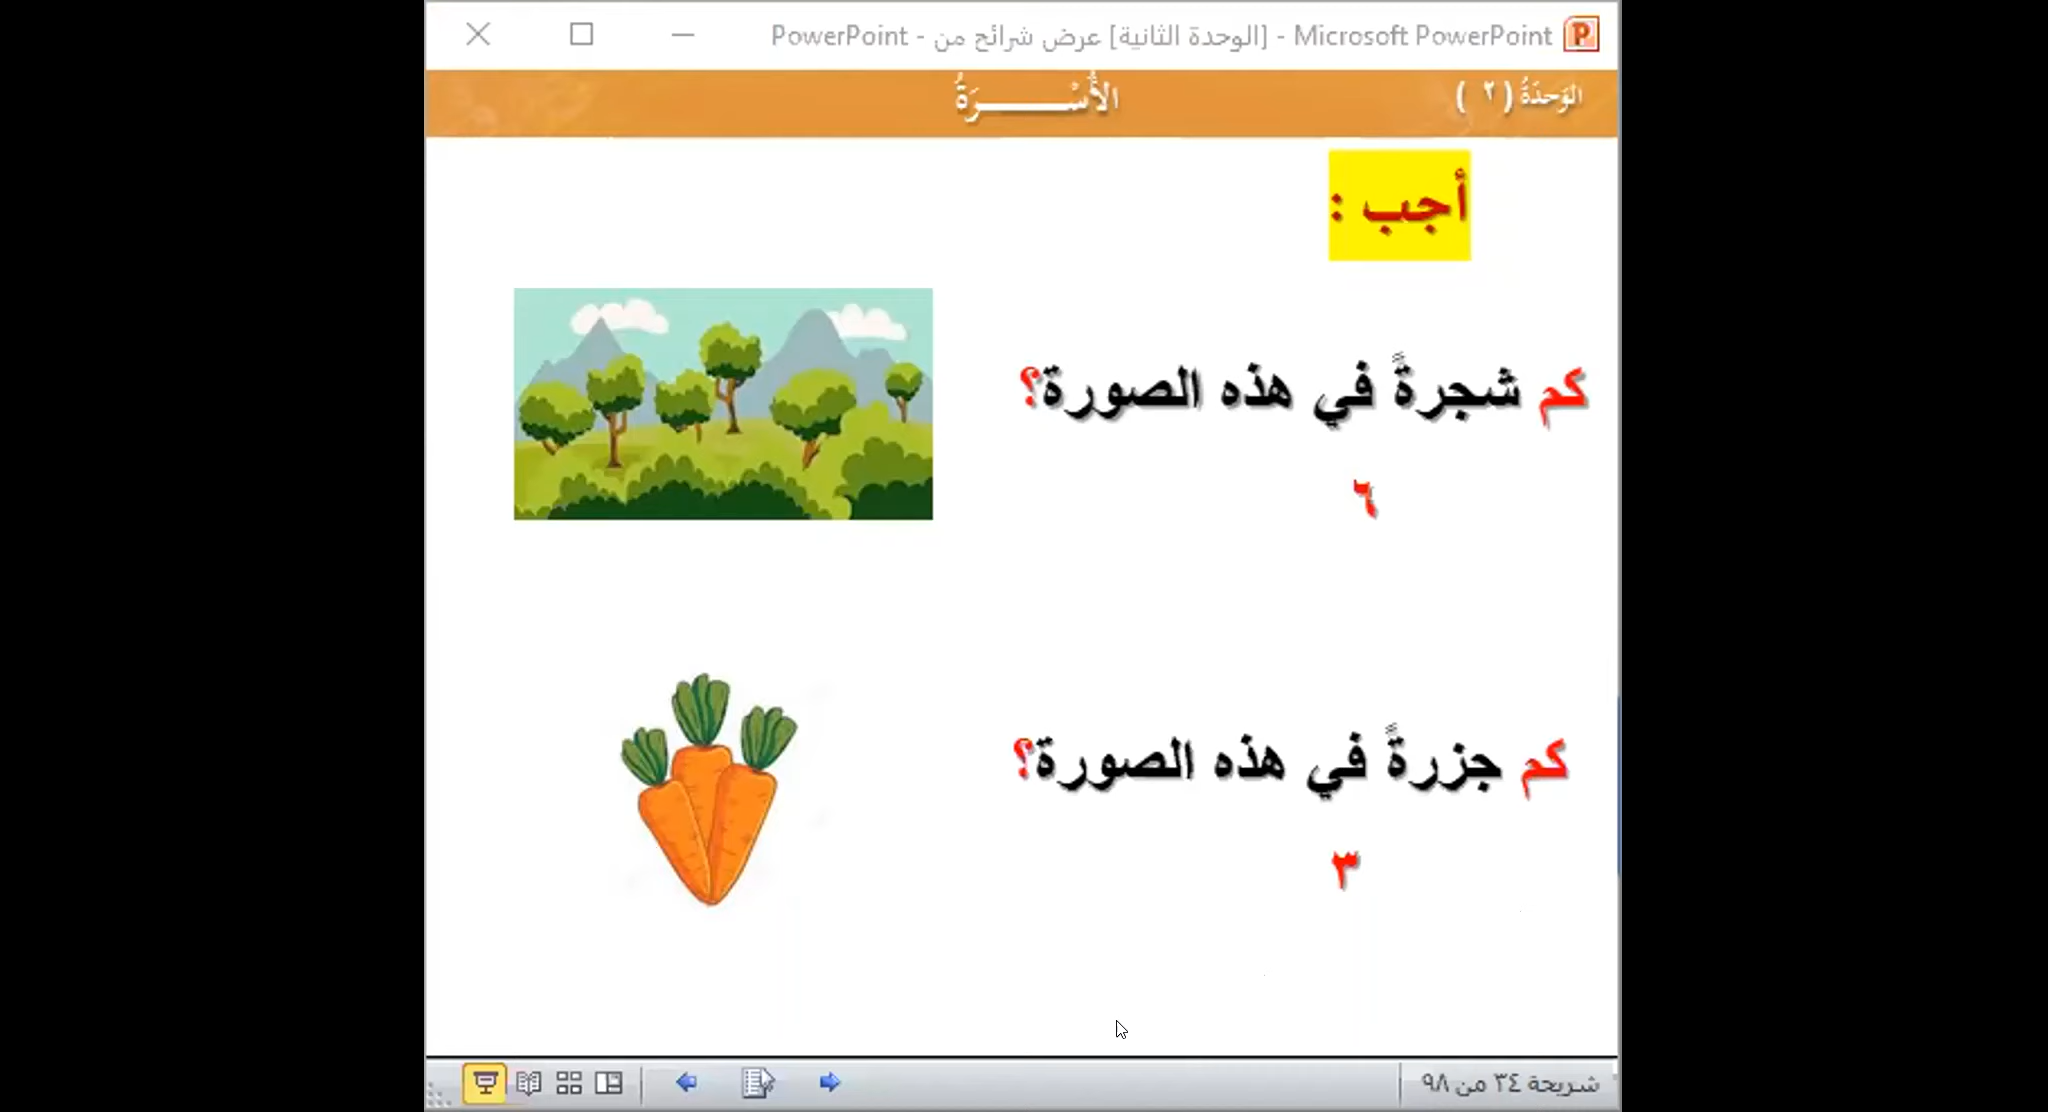 PowerPoint - عرض شرائح من [الوحدة الثانية] - Microsoft PowerPoint
الوَحدَةُ ( ٢ )
الأُسْـــــــرَةُ
أجب :
كم شجرةً في هذه الصورة؟
٦
كم جزرةً في هذه الصورة؟
٣
شريحة ٣٤ من ٩٨